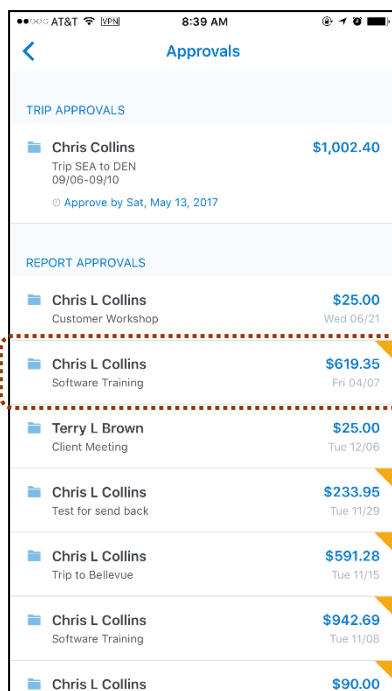 AT&T VPN 8:39 AM
Approvals
TRIP APPROVALS
Chris Collins $1,002.40
Trip SEA to DEN
09/06-09/10
Approve by Sat, May 13, 2017
REPORT APPROVALS
Chris L Collins $25.00
Customer Workshop Wed 06/21
Chris L Collins $619.35
Software Training Fri 04/07
Terry L Brown $25.00
Client Meeting Tue 12/06
Chris L Collins $233.95
Test for send back Tue 11/29
Chris L Collins $591.28
Trip to Bellevue Tue 11/15
Chris L Collins $942.69
Software Training Tue 11/08
Chris L Collins $90.00